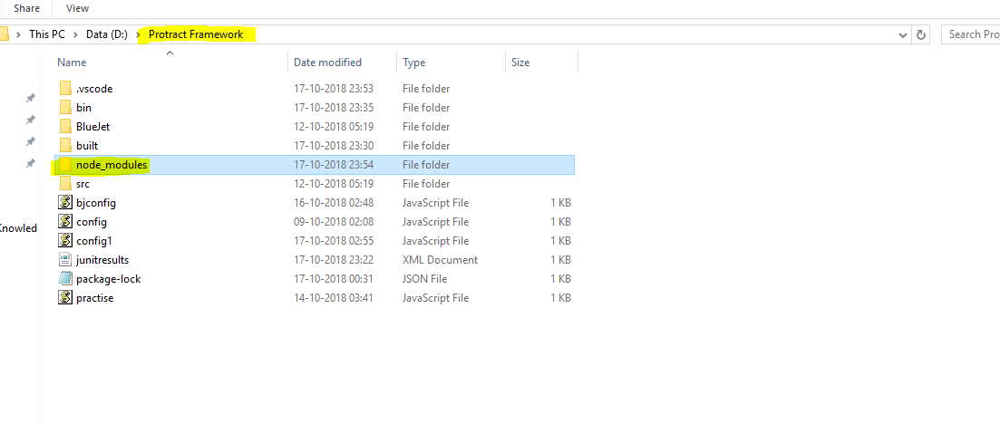 Share View
This PC > Data (D:) > Protract Framework Search Pro
Name Date modified Type Size
.vscode 17-10-2018 23:53 File folder
bin 17-10-2018 23:35 File folder
BlueJet 12-10-2018 05:19 File folder
built 17-10-2018 23:30 File folder
node_modules 17-10-2018 23:54 File folder
src 12-10-2018 05:19 File folder
bjconfig 16-10-2018 02:48 JavaScript File 1 KB
config 09-10-2018 02:08 JavaScript File 1 KB
Knowled
config1 17-10-2018 02:55 JavaScript File 1 KB
junitresults 17-10-2018 23:22 XML Document 1 KB
package-lock 17-10-2018 00:31 JSON File 1 KB
practise 14-10-2018 03:41 JavaScript File 1 KB